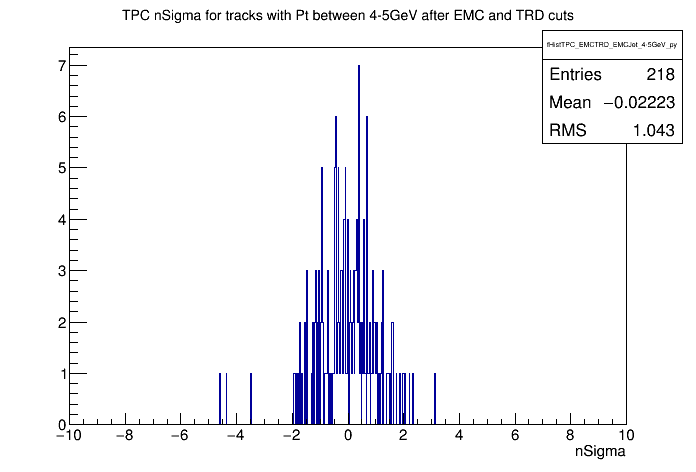 TPC nSigma for tracks with Pt between 4-5GeV after EMC and TRD cuts
fHistTPC_EMCTRD_EMCJet_4-5GeV_py
Entries 218
Mean −0.02223
RMS 1.043
7
6
5
4
3
2
1
0
−10 −8 −6 −4 −2 0 2 4 6 8 10
nSigma